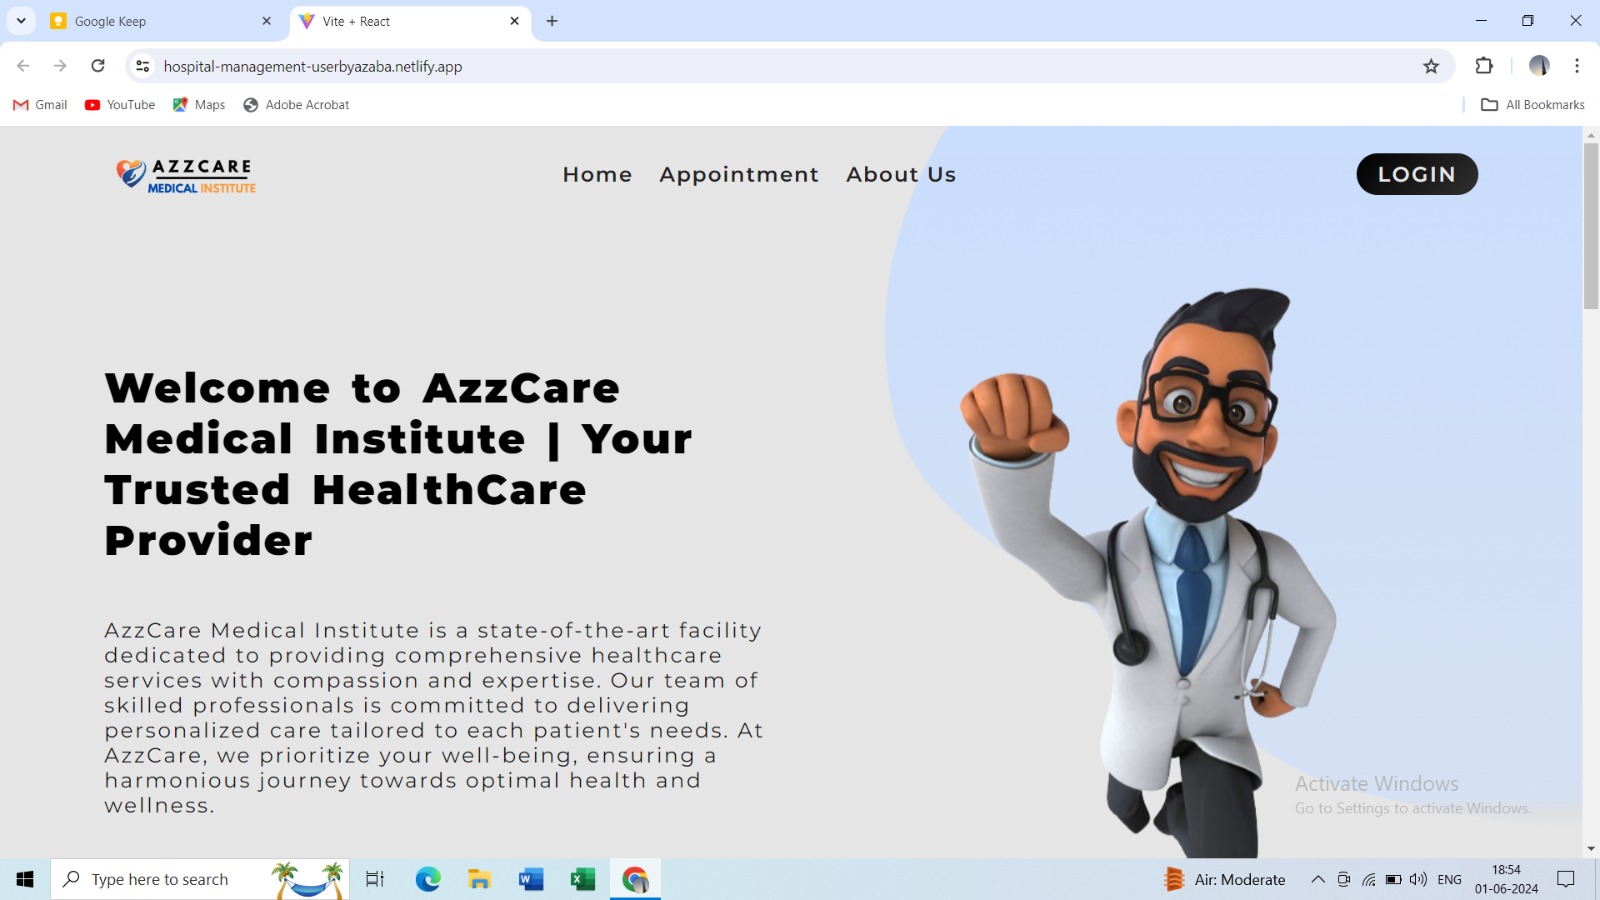 Google Keep
Vite + React
hospital-management-userbyazaba.netlify.app
Gmail
YouTube
Maps
Adobe Acrobat
All Bookmarks
AZZCARE
MEDICAL INSTITUTE
Home
Appointment
About Us
LOGIN
Welcome to AzzCare
Medical Institute | Your
Trusted HealthCare
Provider
AzzCare Medical Institute is a state-of-the-art facility
dedicated to providing comprehensive healthcare
services with compassion and expertise. Our team of
skilled professionals is committed to delivering
personalized care tailored to each patient's needs. At
AzzCare, we prioritize your well-being, ensuring a
harmonious journey towards optimal health and
wellness.
Activate Windows
Go to Settings to activate Windows.
Type here to search
Air: Moderate
ENG
18:54
01-06-2024